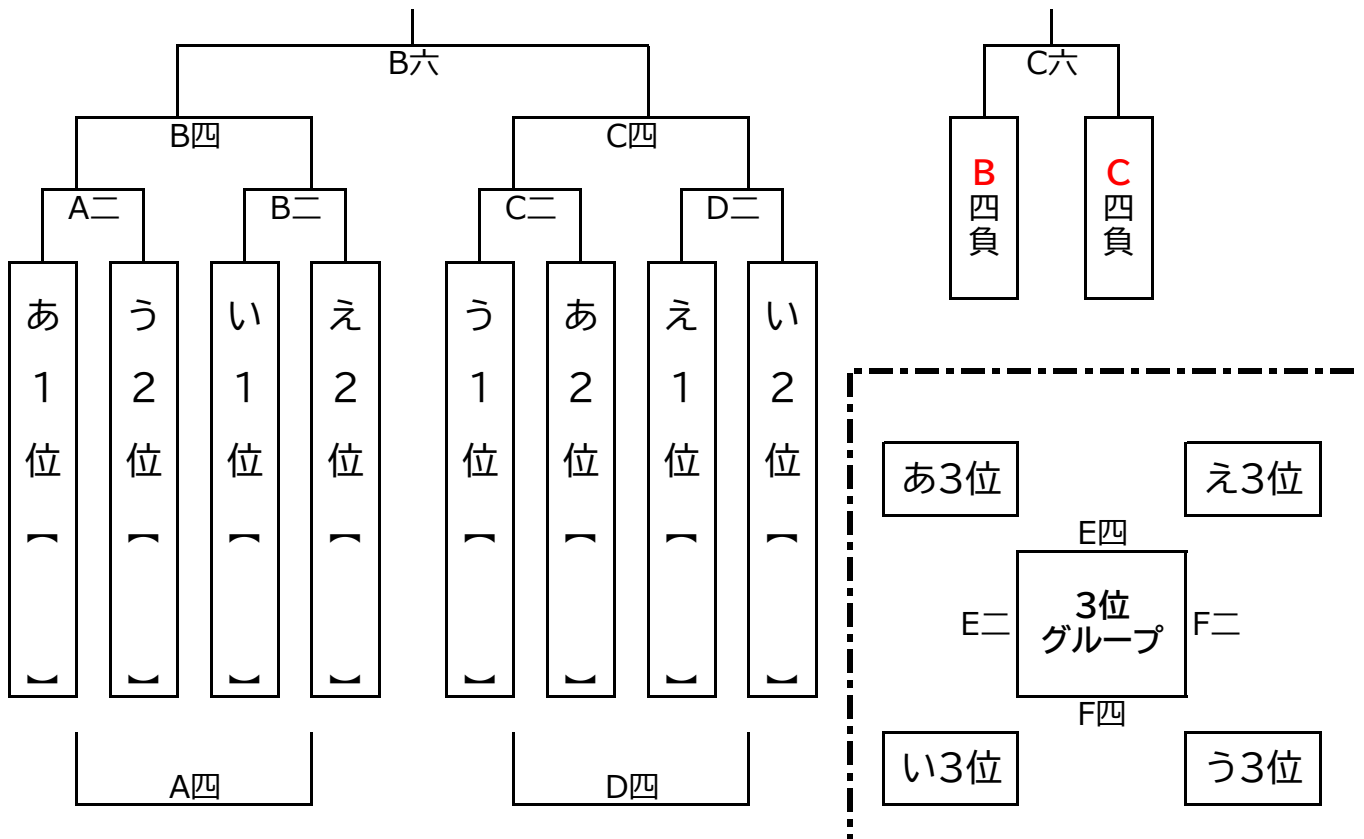 B六
B四
C四
A二
B二
C二
D二
あ1位【　】
う2位【　】
い1位【　】
え2位【　】
う1位【　】
あ2位【　】
え1位【　】
い2位【　】
A四
D四
C六
B四負
C四負
あ3位
え3位
E四
E二
3位
グループ
F二
F四
い3位
う3位